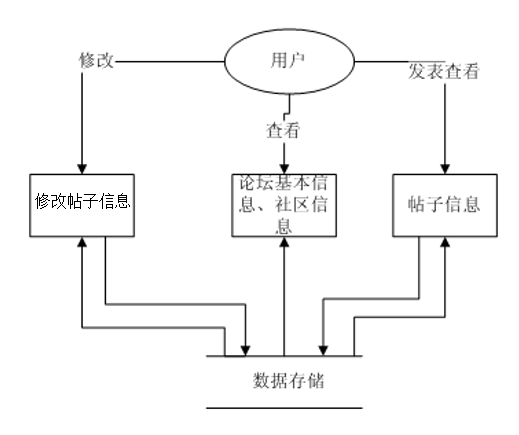 用户
修改
发表查看
查看
修改帖子信息
论坛基本信
息、社区信
息
帖子信息
数据存储